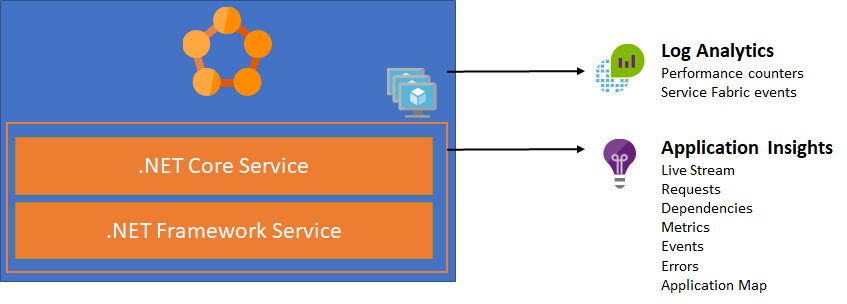 Log Analytics
Performance counters
Service Fabric events
.NET Core Service
.NET Framework Service
Application Insights
Live Stream
Requests
Dependencies
Metrics
Events
Errors
Application Map